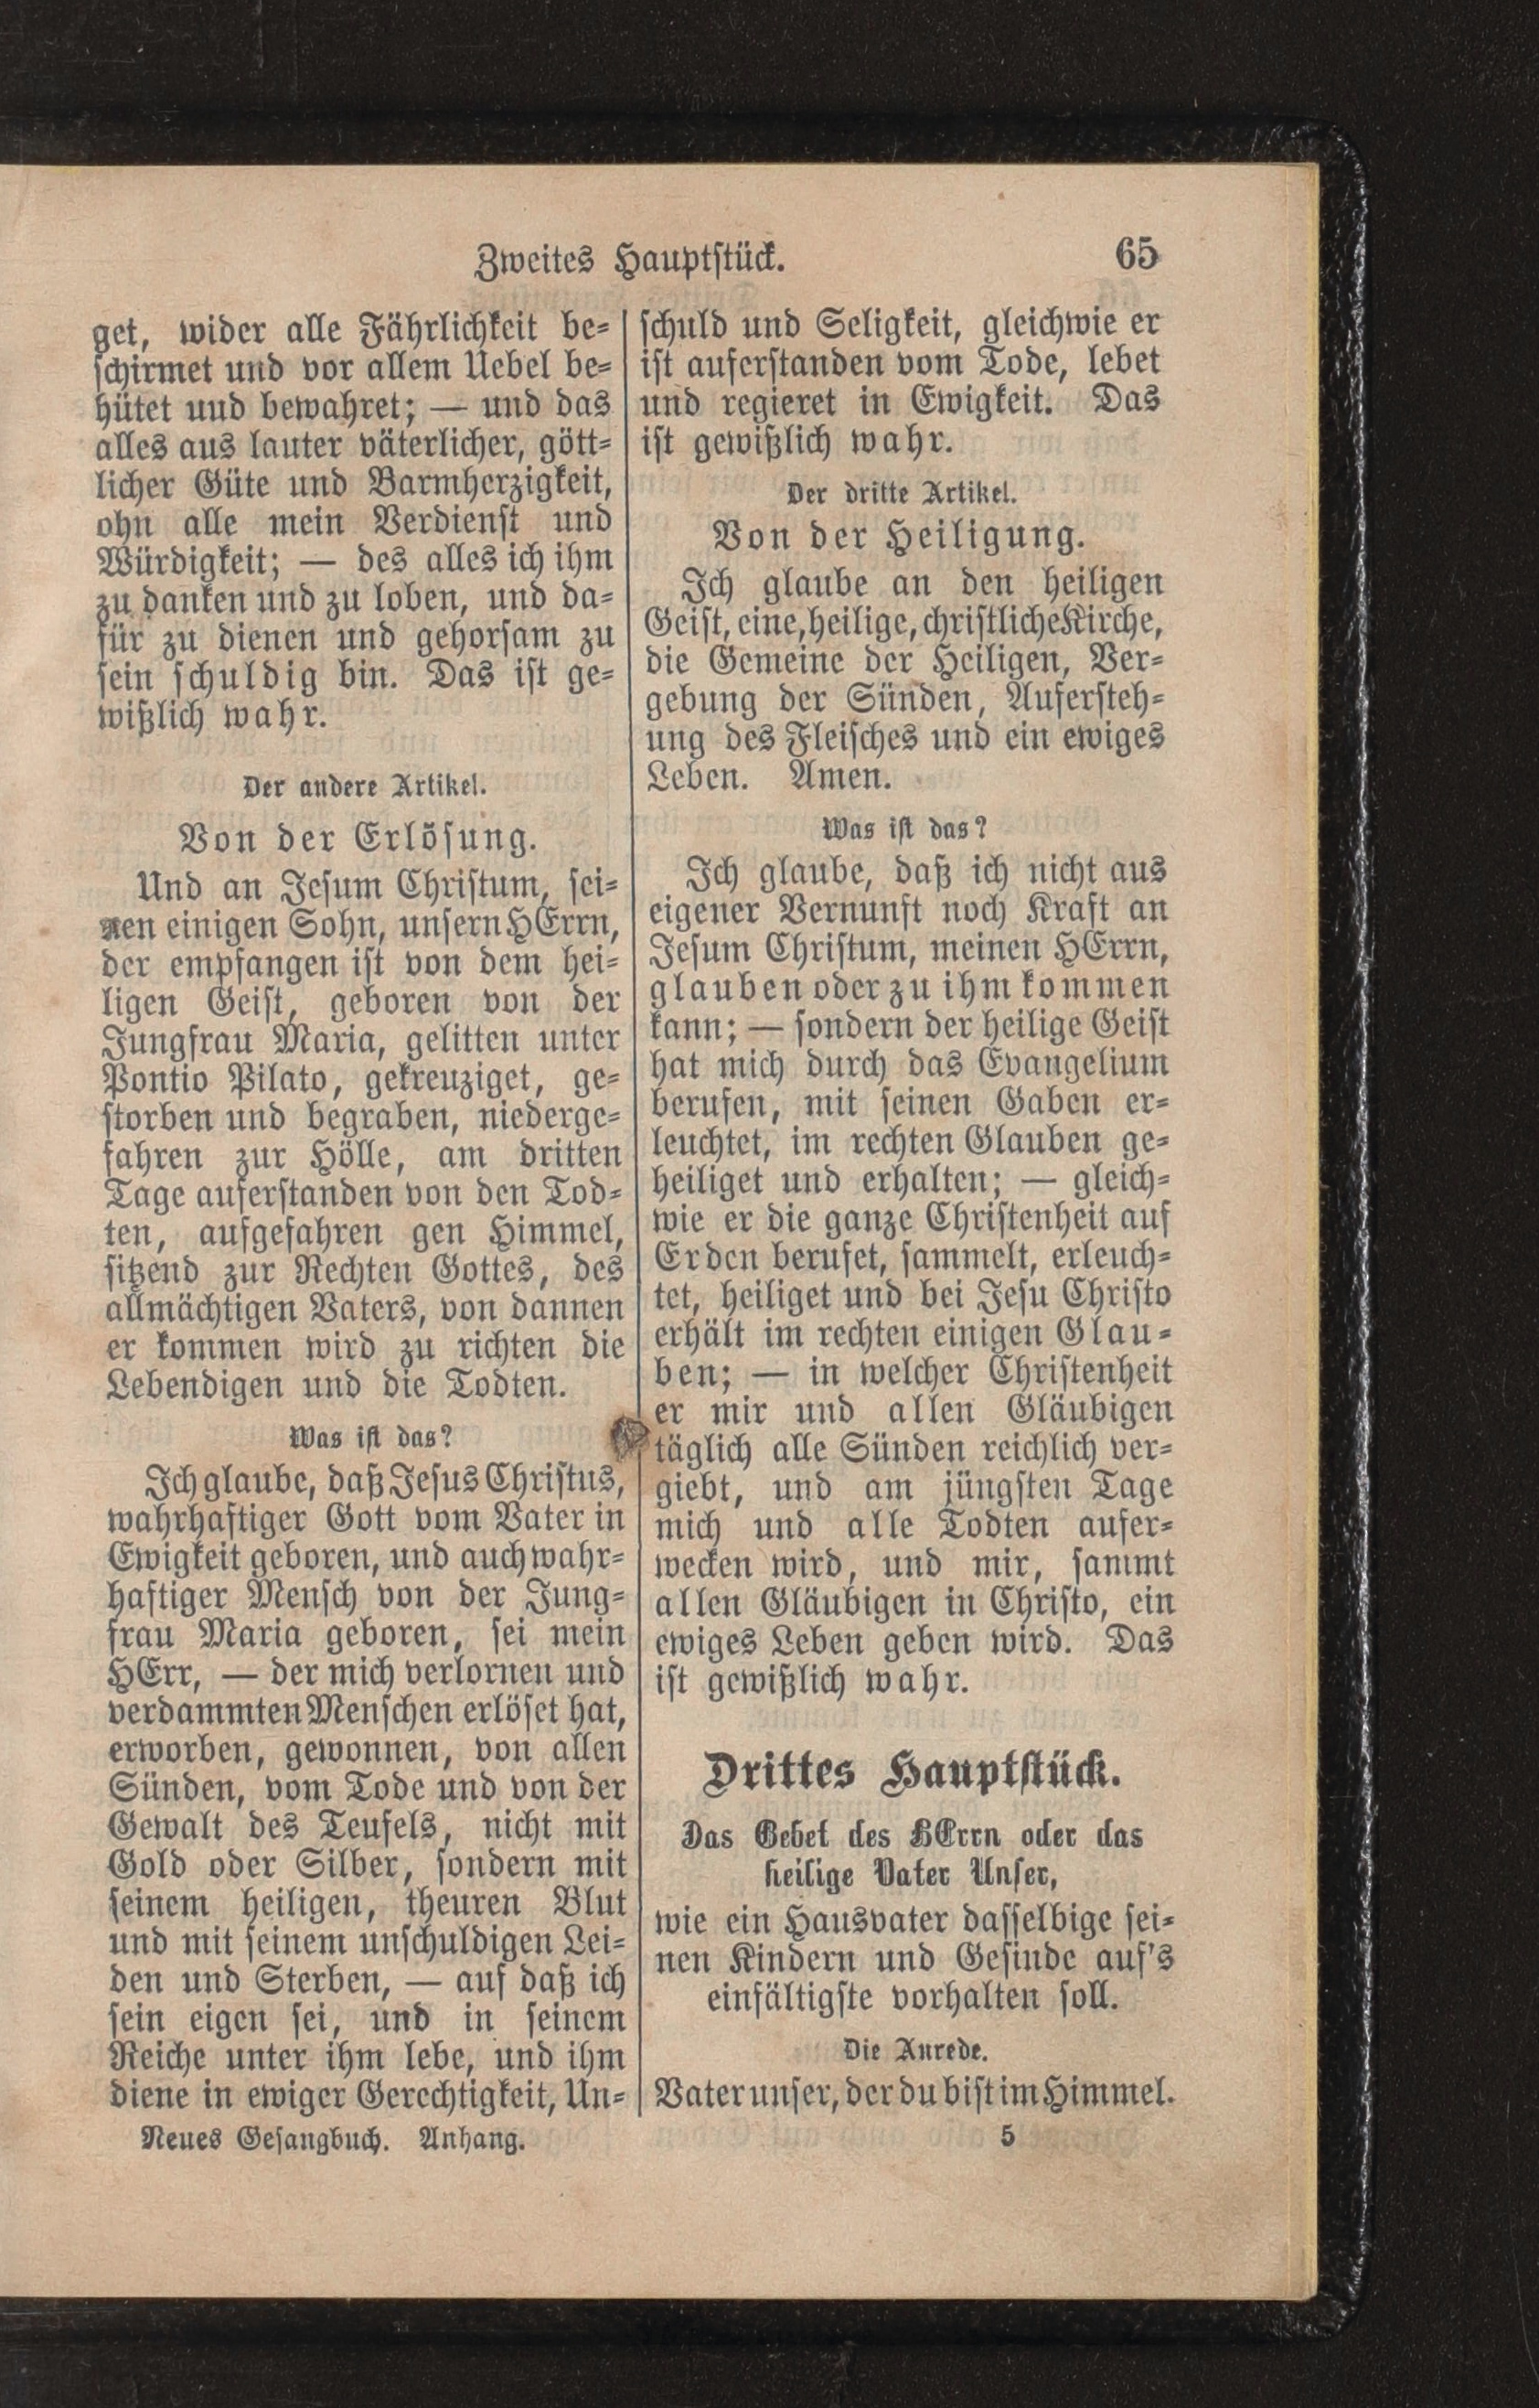 Zweites Hauptstück. 65
get, wider alle Fährlichkeit be-
schirmet und vor allem Uebel be-
hütet und bewahret; — und das
alles aus lauter väterlicher, gött-
licher Güte und Barmherzigkeit,
ohn alle mein Verdienst und
Würdigkeit; — des alles ich ihm
zu danken und zu loben, und da-
für zu dienen und gehorsam zu
sein schuldig bin. Das ist ge-
wißlich wahr.
Der andere Artikel.
Von der Erlösung.
Und an Jesum Christum, sei-
nen einigen Sohn, unsern HErrn,
der empfangen ist von dem hei-
ligen Geist, geboren von der
Jungfrau Maria, gelitten unter
Pontio Pilato, gekreuziget, ge-
storben und begraben, niederge-
fahren zur Hölle, am dritten
Tage auferstanden von den Tod-
ten, aufgefahren gen Himmel,
sitzend zur Rechten Gottes, des
allmächtigen Vaters, von dannen
er kommen wird zu richten die
Lebendigen und die Todten.
Was ist das?
Ich glaube, daß Jesus Christus,
wahrhaftiger Gott vom Vater in
Ewigkeit geboren, und auch wahr-
haftiger Mensch von der Jung-
frau Maria geboren, sei mein
HErr, — der mich verlornen und
verdammten Menschen erlöset hat,
erworben, gewonnen, von allen
Sünden, vom Tode und von der
Gewalt des Teufels, nicht mit
Gold oder Silber, sondern mit
seinem heiligen, theuren Blut
und mit seinem unschuldigen Lei-
den und Sterben, — auf daß ich
sein eigen sei, und in seinem
Reiche unter ihm lebe, und ihm
diene in ewiger Gerechtigkeit, Un-
schuld und Seligkeit, gleichwie er
ist auferstanden vom Tode, lebet
und regieret in Ewigkeit. Das
ist gewißlich wahr.
Der dritte Artikel.
Von der Heiligung.
Ich glaube an den heiligen
Geist, eine, heilige, christliche Kirche,
die Gemeine der Heiligen, Ver-
gebung der Sünden, Aufersteh-
ung des Fleisches und ein ewiges
Leben. Amen.
Was ist das?
Ich glaube, daß ich nicht aus
eigener Vernunft noch Kraft an
Jesum Christum, meinen HErrn,
glauben oder zu ihm kommen
kann; — sondern der heilige Geist
hat mich durch das Evangelium
berufen, mit seinen Gaben er-
leuchtet, im rechten Glauben ge-
heiliget und erhalten; — gleich-
wie er die ganze Christenheit auf
Erden berufet, sammelt, erleuch-
tet, heiliget und bei Jesu Christo
erhält im rechten einigen Glau-
ben; — in welcher Christenheit
er mir und allen Gläubigen
täglich alle Sünden reichlich ver-
giebt, und am jüngsten Tage
mich und alle Todten aufer-
wecken wird, und mir, sammt
allen Gläubigen in Christo, ein
ewiges Leben geben wird. Das
ist gewißlich wahr.
Drittes Hauptstück.
Das Gebet des HErrn oder das
heilige Vater Unser,
wie ein Hausvater dasselbige sei-
nen Kindern und Gesinde auf's
einfältigste vorhalten soll.
Die Anrede.
Vater unser, der du bist im Himmel.
Neues Gesangbuch. Anhang. 5